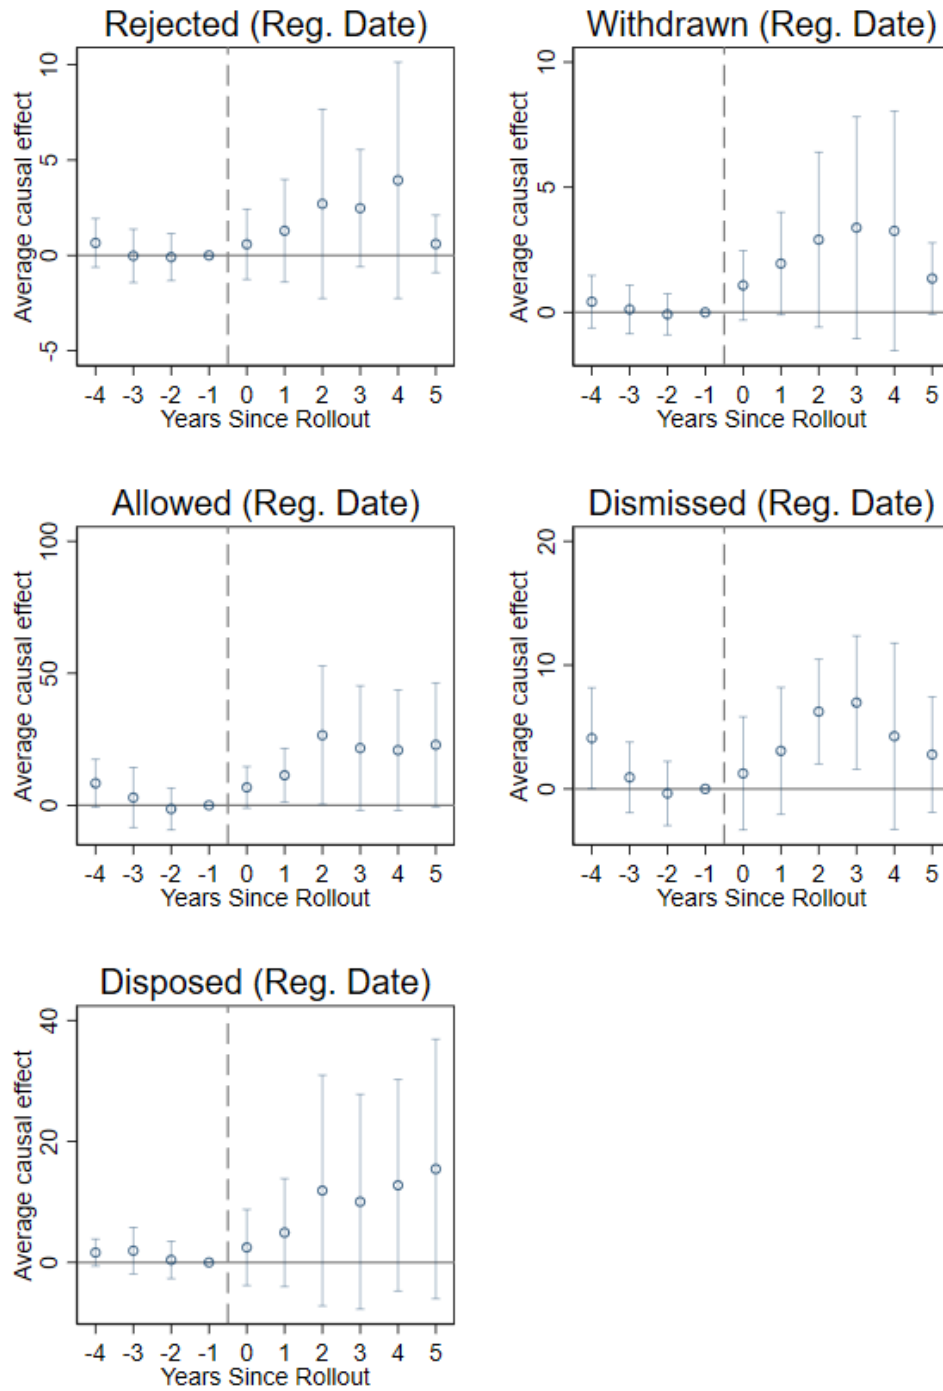 Rejected (Reg. Date)
Average causal effect
10
5
0
-5
-4 -3 -2 -1 0 1 2 3 4 5
Years Since Rollout
Withdrawn (Reg. Date)
Average causal effect
10
5
0
-4 -3 -2 -1 0 1 2 3 4 5
Years Since Rollout
Allowed (Reg. Date)
Average causal effect
100
50
0
-4 -3 -2 -1 0 1 2 3 4 5
Years Since Rollout
Dismissed (Reg. Date)
Average causal effect
20
10
0
-4 -3 -2 -1 0 1 2 3 4 5
Years Since Rollout
Disposed (Reg. Date)
Average causal effect
40
20
0
-4 -3 -2 -1 0 1 2 3 4 5
Years Since Rollout